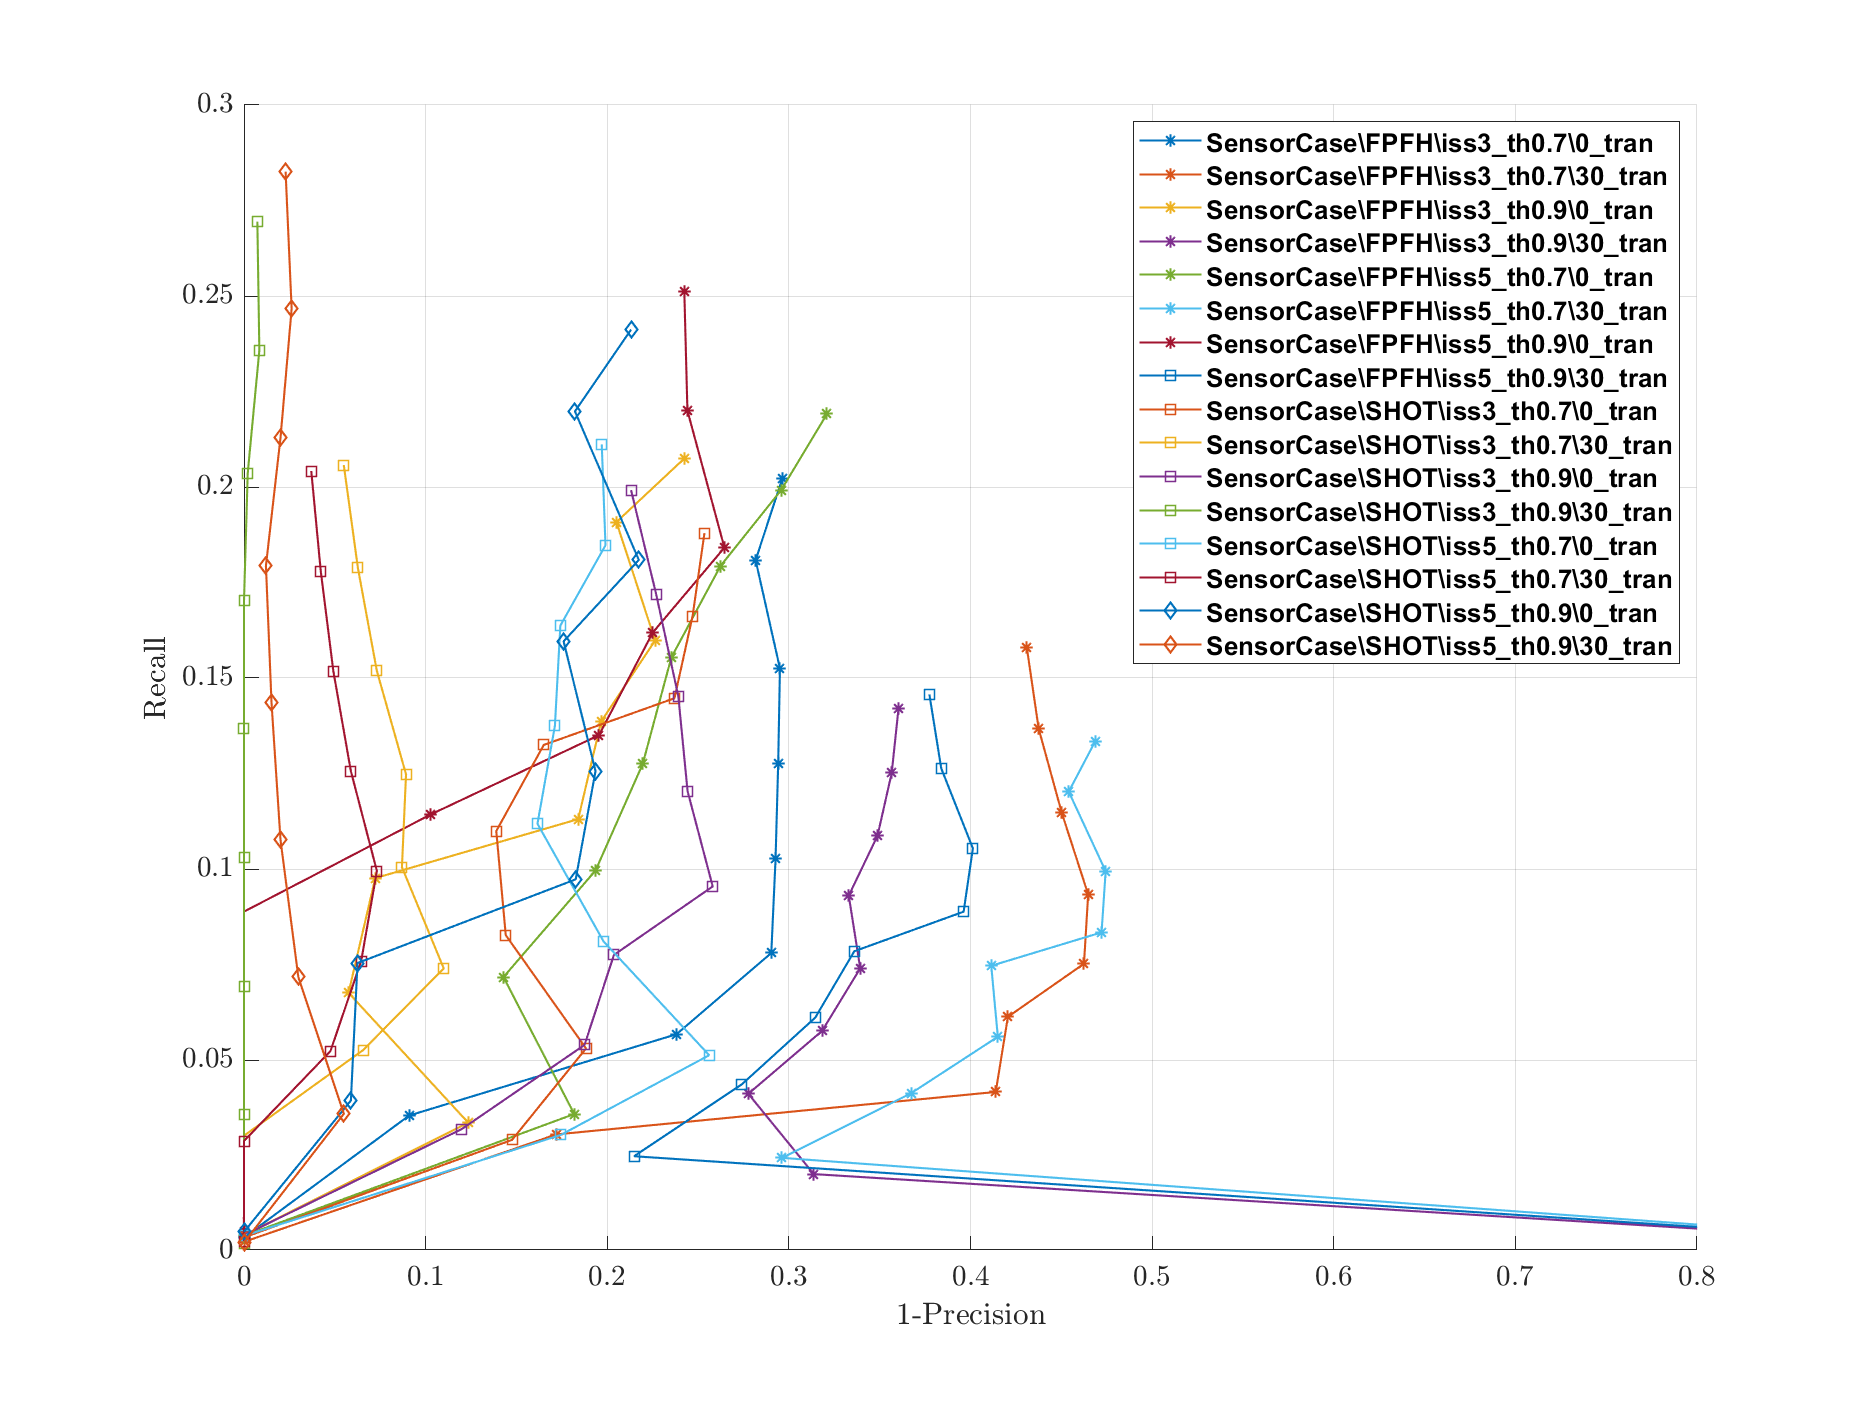 0.3
0.25
0.2
0.15
0.1
0.05
0
Recall
0 0.1 0.2 0.3 0.4 0.5 0.6 0.7 0.8
1-Precision
SensorCase\FPFH\iss3_th0.7\0_tran
SensorCase\FPFH\iss3_th0.7\30_tran
SensorCase\FPFH\iss3_th0.9\0_tran
SensorCase\FPFH\iss3_th0.9\30_tran
SensorCase\FPFH\iss5_th0.7\0_tran
SensorCase\FPFH\iss5_th0.7\30_tran
SensorCase\FPFH\iss5_th0.9\0_tran
SensorCase\FPFH\iss5_th0.9\30_tran
SensorCase\SHOT\iss3_th0.7\0_tran
SensorCase\SHOT\iss3_th0.7\30_tran
SensorCase\SHOT\iss3_th0.9\0_tran
SensorCase\SHOT\iss3_th0.9\30_tran
SensorCase\SHOT\iss5_th0.7\0_tran
SensorCase\SHOT\iss5_th0.7\30_tran
SensorCase\SHOT\iss5_th0.9\0_tran
SensorCase\SHOT\iss5_th0.9\30_tran